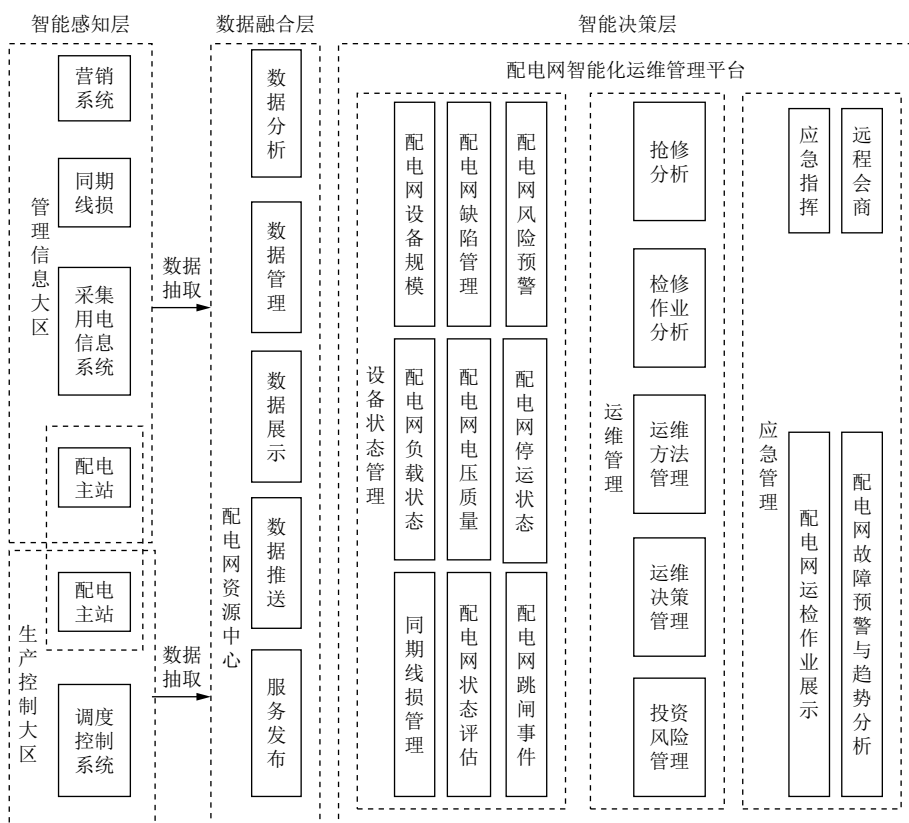 智能感知层
数据融合层
智能决策层
管理信息大区
营销
系统
同期
线损
采集
用电
信息
系统
配电
主站
生产控制大区
配电
主站
调度
控制
系统
数据
抽取
数据
抽取
配电网资源中心
数据分析
数据管理
数据展示
数据推送
服务发布
配电网智能化运维管理平台
设备状态管理
配电网设备规模
配电网缺陷管理
配电网风险预警
配电网负载状态
配电网电压质量
配电网停运状态
同期线损管理
配电网状态评估
配电网跳闸事件
运维管理
抢修
分析
检修
作业
分析
运维
方法
管理
运维
决策
管理
投资
风险
管理
应急管理
应急指挥
远程会商
配电网运检作业展示
配电网故障预警与趋势分析